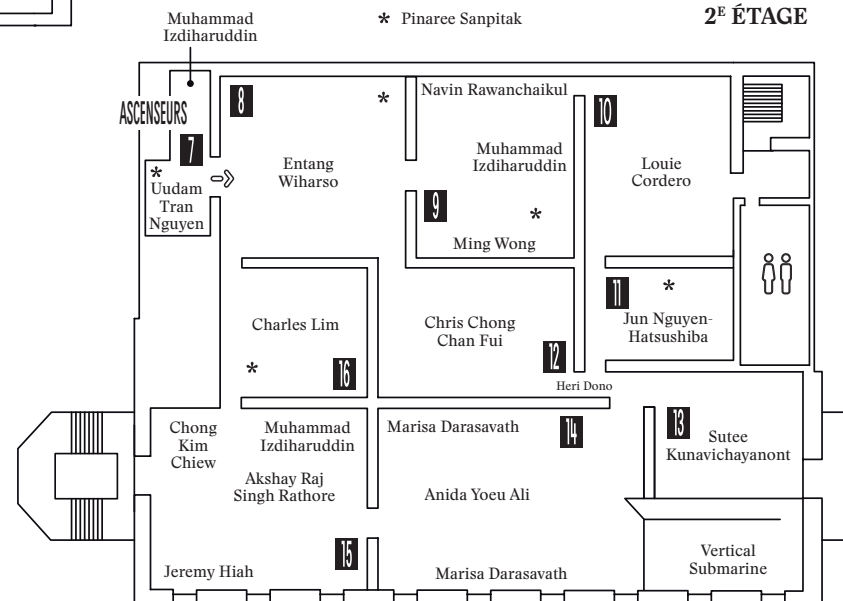 Muhammad
Izdiharuddin
* Pinaree Sanpitak
2E ÉTAGE
ASCENSEURS
7
*
Uudam
Tran
Nguyen
8
*
Entang
Wiharso
Navin Rawanchaikul
Muhammad
Izdiharuddin
9
*
Ming Wong
10
Louie
Cordero
11
*
Jun Nguyen-
Hatsushiba
Charles Lim
*
16
Chris Chong
Chan Fui
12
Heri Dono
Chong
Kim
Chiew
Muhammad
Izdiharuddin
Akshay Raj
Singh Rathore
Jeremy Hiah
15
Marisa Darasavath
14
Anida Yoeu Ali
Marisa Darasavath
13
Sutee
Kunavichayanont
Vertical
Submarine